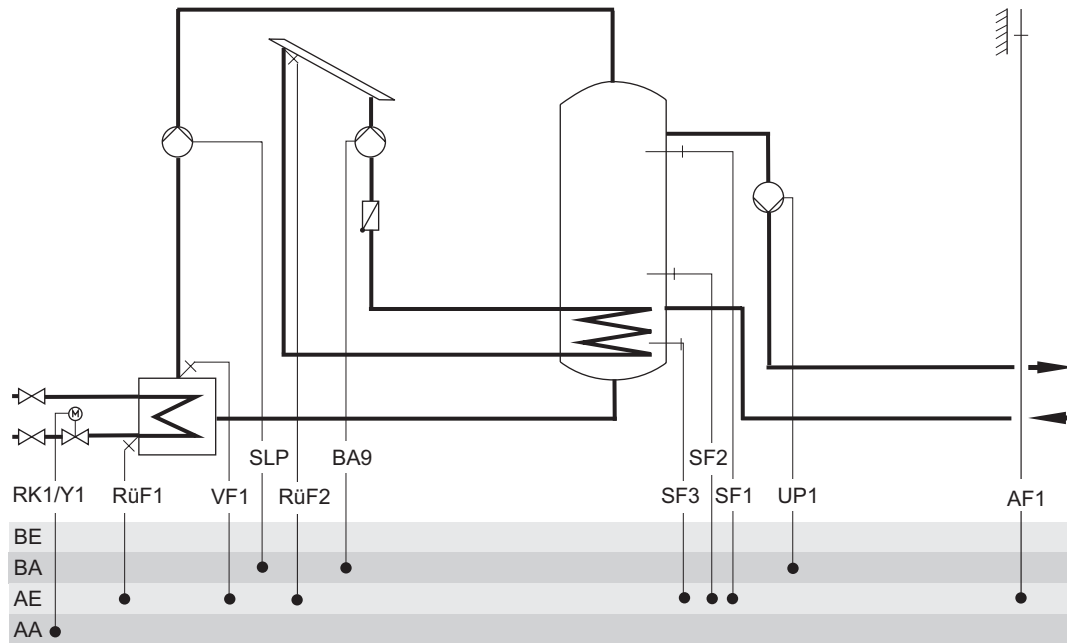 M
SLP BA9 SF2
RK1/Y1 RüF1 VF1 RüF2 SF3 SF1 UP1 AF1
BE
BA
AE
AA